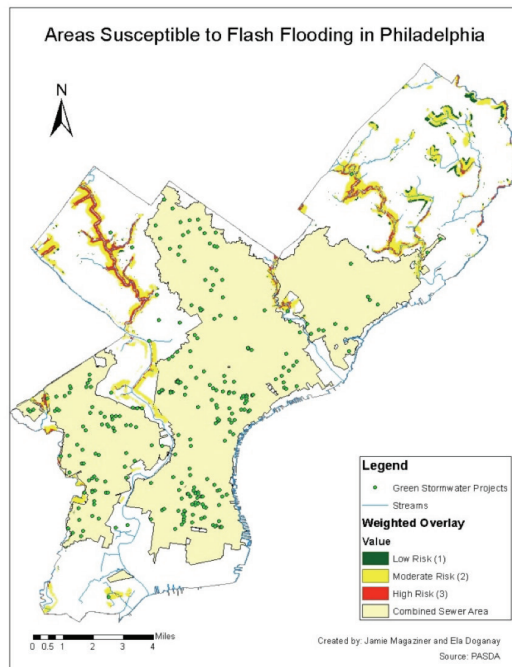 Areas Susceptible to Flash Flooding in Philadelphia
N
Legend
Green Stormwater Projects
Streams
Weighted Overlay
Value
Low Risk (1)
Moderate Risk (2)
High Risk (3)
Combined Sewer Area
0 0.5 1 2 3 4 Miles
Created by: Jamie Magaziner and Ela Doganay
Source: PASDA